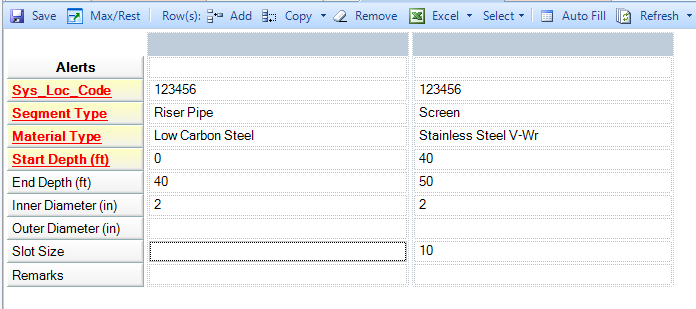 Save Max/Rest Row(s): Add Copy Remove Excel Select Auto Fill Refresh
Alerts
Sys_Loc_Code 123456 123456
Segment Type Riser Pipe Screen
Material Type Low Carbon Steel Stainless Steel V-Wr
Start Depth (ft) 0 40
End Depth (ft) 40 50
Inner Diameter (in) 2 2
Outer Diameter (in)
Slot Size 10
Remarks